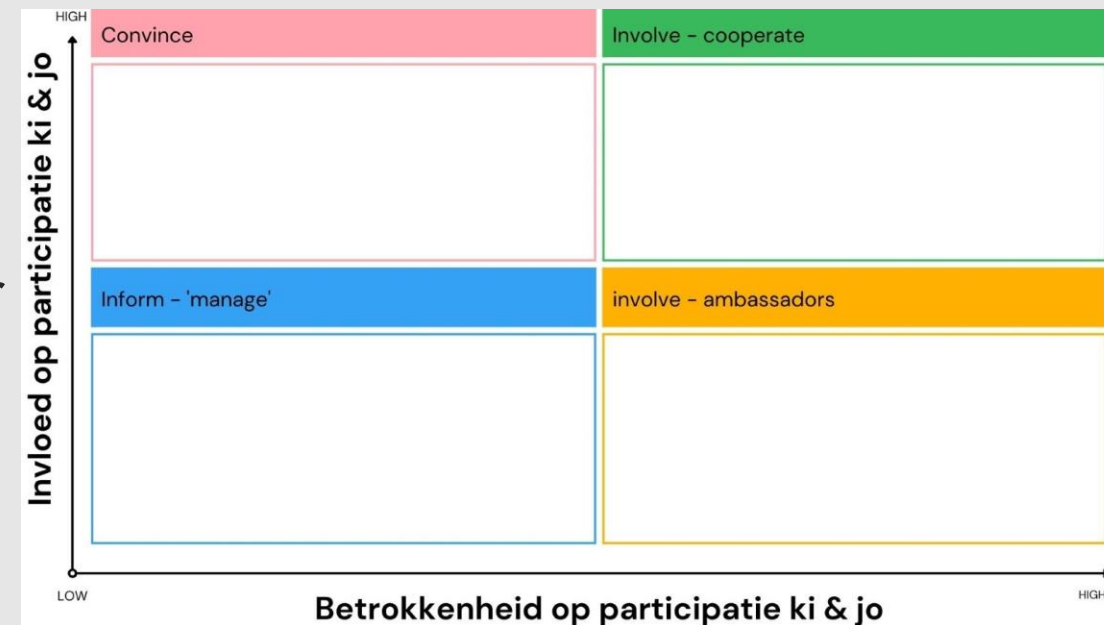 HIGH
Convince
Involve - cooperate
Invloed op participatie ki & jo
Inform - 'manage'
involve - ambassadors
LOW
HIGH
Betrokkenheid op participatie ki & jo